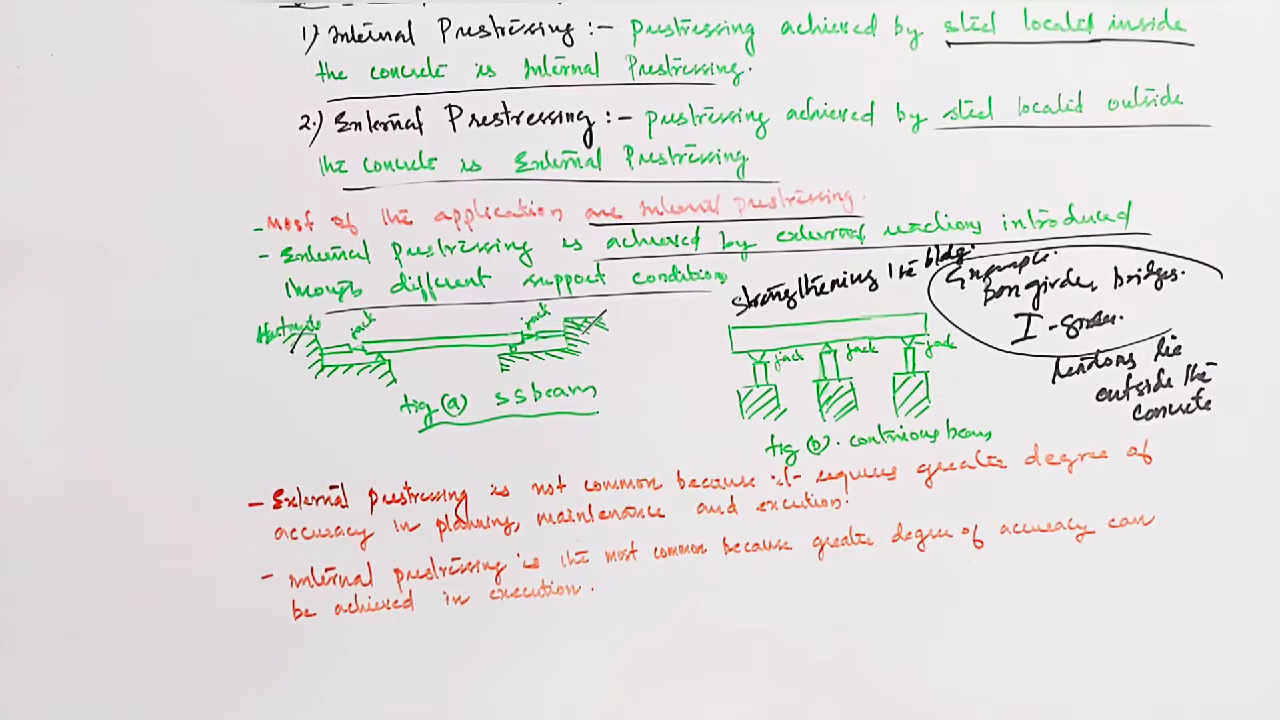 1) Internal Prestressing :- prestressing achieved by steel located inside
the concrete is Internal Prestressing.
2.) External Prestressing :- prestressing achieved by steel located outside
the concrete is External Prestressing
- Most of the application are internal prestressing.
- External prestressing is achieved by external reactions introduced
through different support conditions
strengthening the bldg.
Example.
Box girder bridges.
I - Girder.
tendons lie
outside the
concrete
jack
jack
fig (a) SS beam
jack
jack
jack
fig (b). continious beam
- External prestressing is not common because it requires greater degree of
accuracy in planning, maintenance and excution.
- internal prestressing is the most common because greater degree of accuracy can
be achieved in execution.